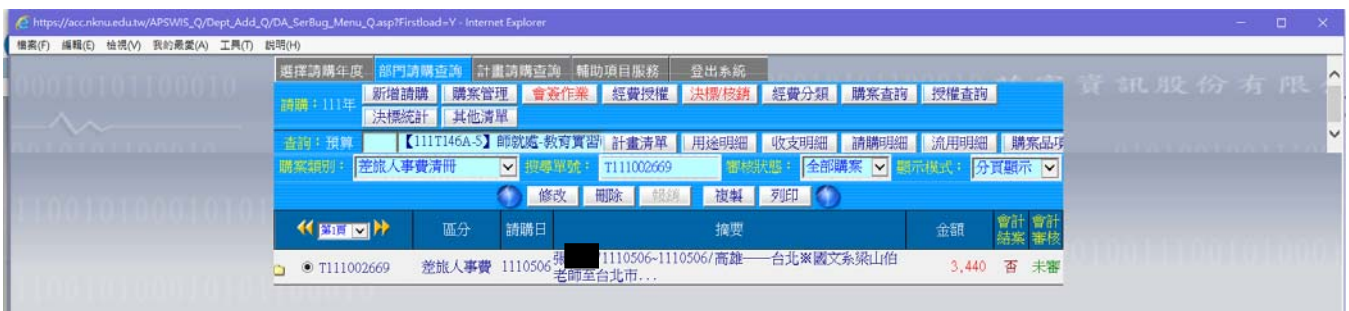 https://acc.nknu.edu.tw/APSWIS_Q/Dept_Add_Q/DA_SerBug_Menu_Q.asp?Firstload=Y - Internet Explorer
檔案(F) 編輯(E) 檢視(V) 我的最愛(A) 工具(T) 說明(H)
選擇請購年度 部門請購查詢 計畫請購查詢 輔助項目服務 登出系統
資訊股份有限
請購：111年 新增請購 購案管理 會簽作業 經費授權 決標/核銷 經費分類 購案查詢 授權查詢
決標統計 其他清單
查詢：預算 【111T146A-5】師就處-教育實習 計畫清單 用途明細 收支明細 請購明細 流用明細 購案品項
購案類別： 差旅人事費清冊 搜尋單號： T111002669 審核狀態： 全部購案 顯示模式： 分頁顯示
修改 刪除 報銷 複製 列印
第1頁 區分 請購日 摘要 金額 會計結案 會計審核
T111002669 差旅人事費 1110506 張 /1110506~1110506/高雄——台北※國文系梁山伯
老師至台北市... 3,440 否 未審